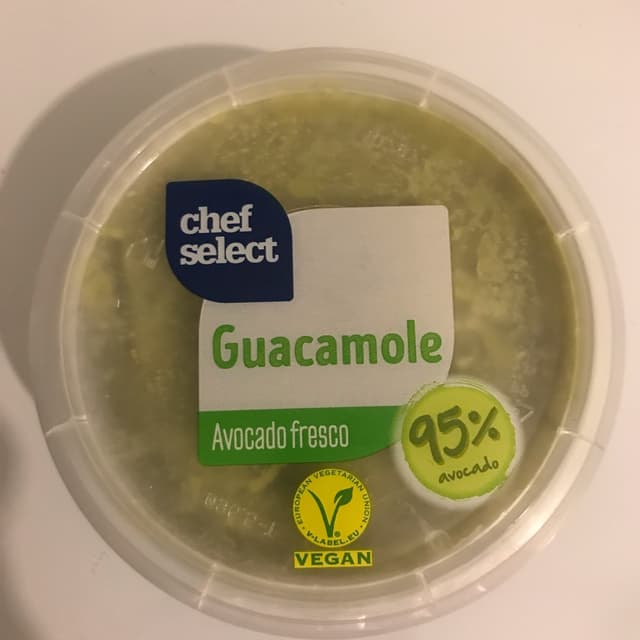 chef
select
Guacamole
Avocado fresco
95%
avocado
EUROPEAN VEGETARIAN UNION
V-LABEL.EU
VEGAN